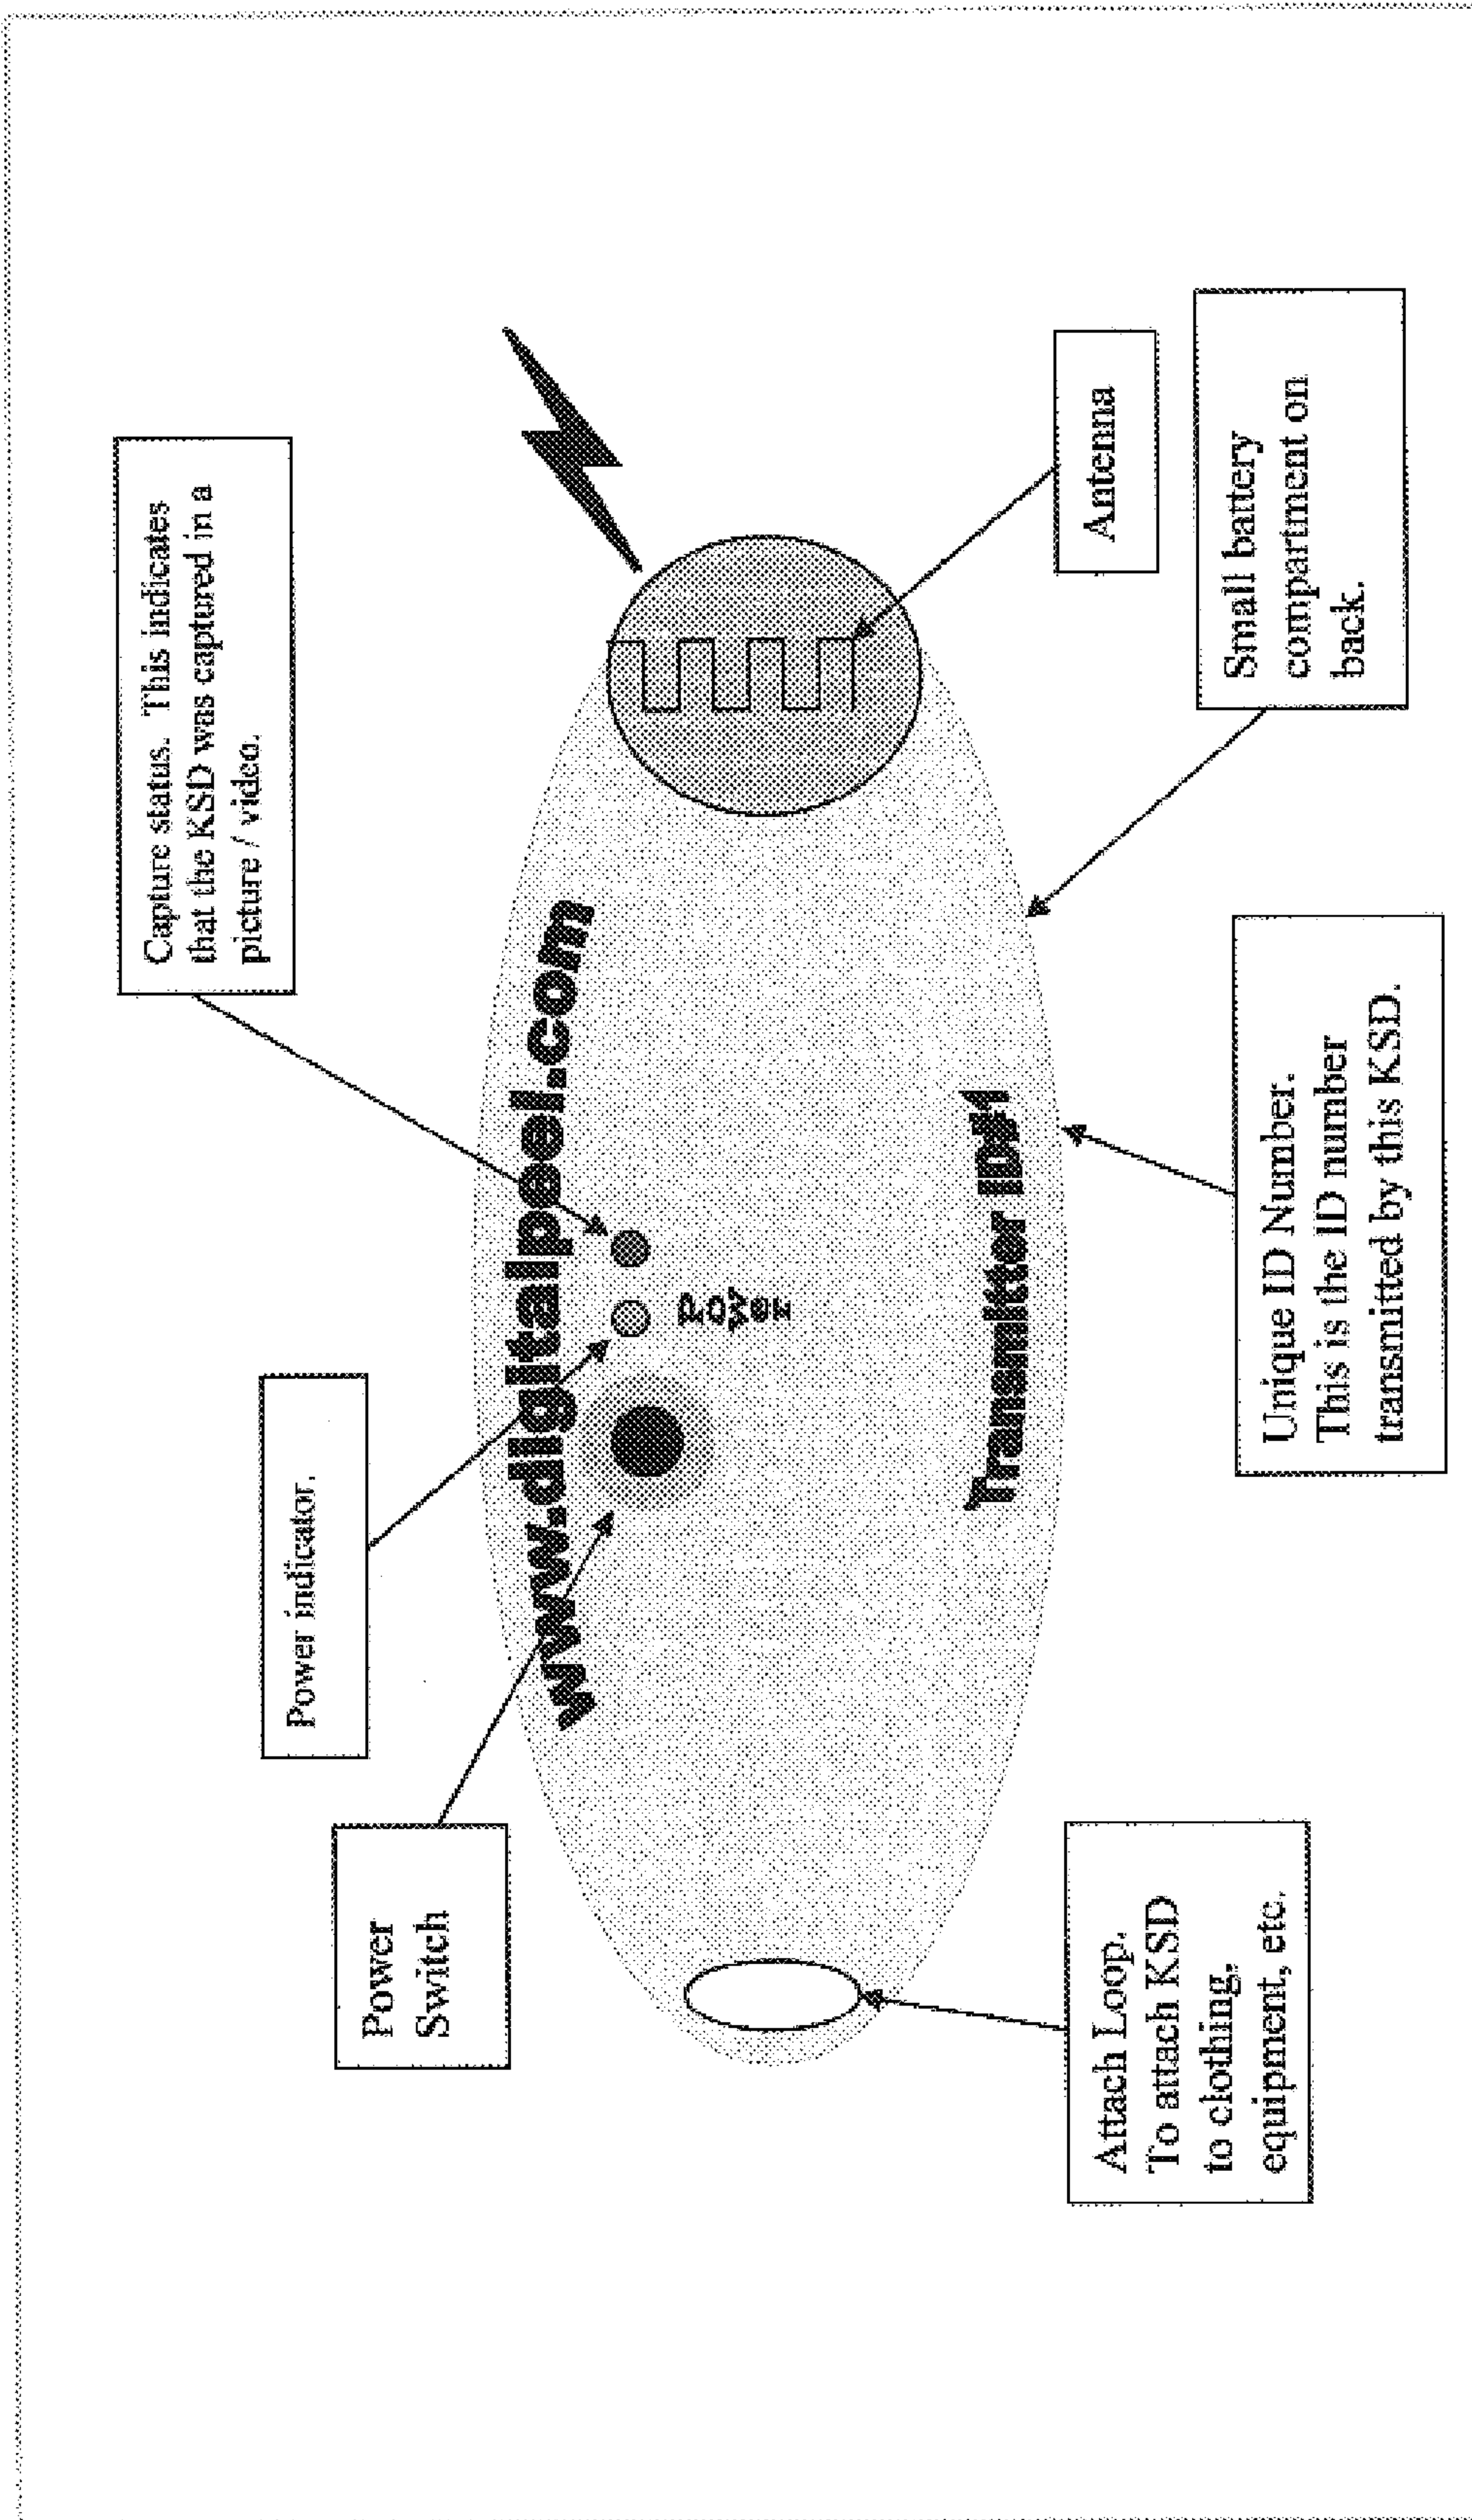 Capture status. This indicates
that the KSD was captured in a
picture / video.
Power indicator.
Power
Switch
www.digitalpeel.com
Power
Transmitter ID#1
Attach Loop.
To attach KSD
to clothing,
equipment, etc.
Unique ID Number.
This is the ID number
transmitted by this KSD.
Antenna
Small battery
compartment on
back.